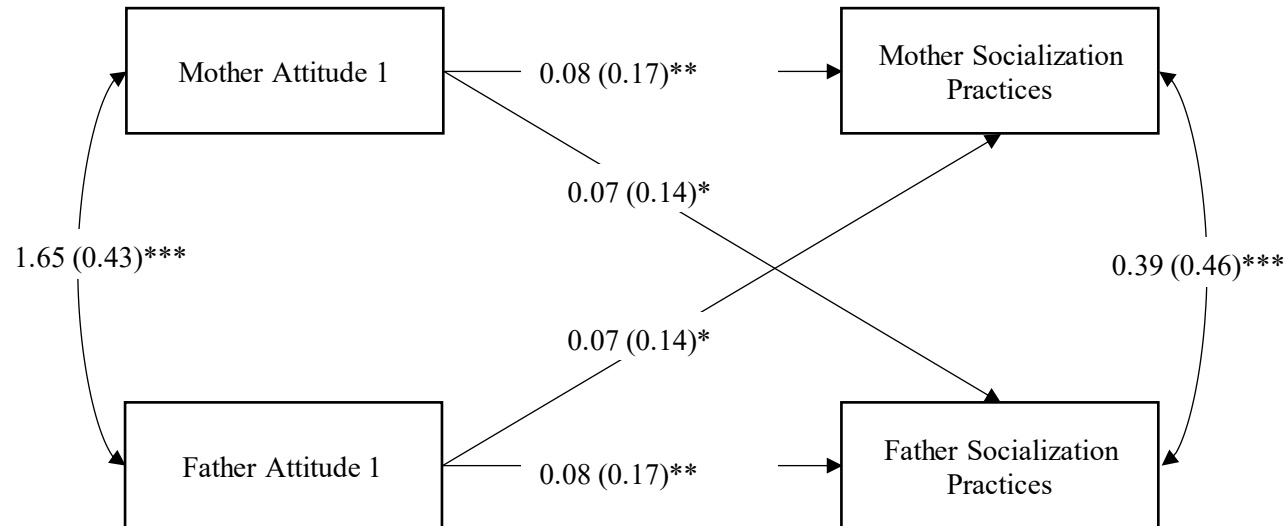 Mother Attitude 1
0.08 (0.17)**
Mother Socialization
Practices
0.07 (0.14)*
1.65 (0.43)***
0.39 (0.46)***
0.07 (0.14)*
Father Attitude 1
0.08 (0.17)**
Father Socialization
Practices